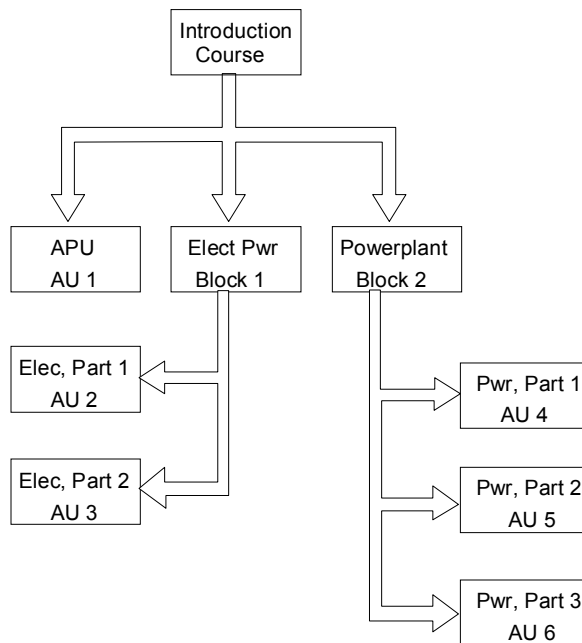 Introduction
Course
APU
AU 1
Elect Pwr
Block 1
Powerplant
Block 2
Elec, Part 1
AU 2
Elec, Part 2
AU 3
Pwr, Part 1
AU 4
Pwr, Part 2
AU 5
Pwr, Part 3
AU 6